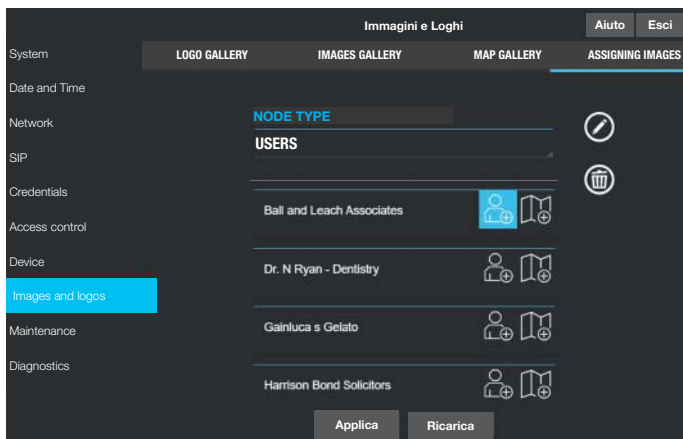 Immagini e Loghi
Aiuto
Esci
System
LOGO GALLERY
IMAGES GALLERY
MAP GALLERY
ASSIGNING IMAGES
Date and Time
Network
SIP
Credentials
Access control
Device
Images and logos
Maintenance
Diagnostics
NODE TYPE
USERS
Ball and Leach Associates
Dr. N Ryan - Dentistry
Gainluca s Gelato
Harrison Bond Solicitors
Applica
Ricarica